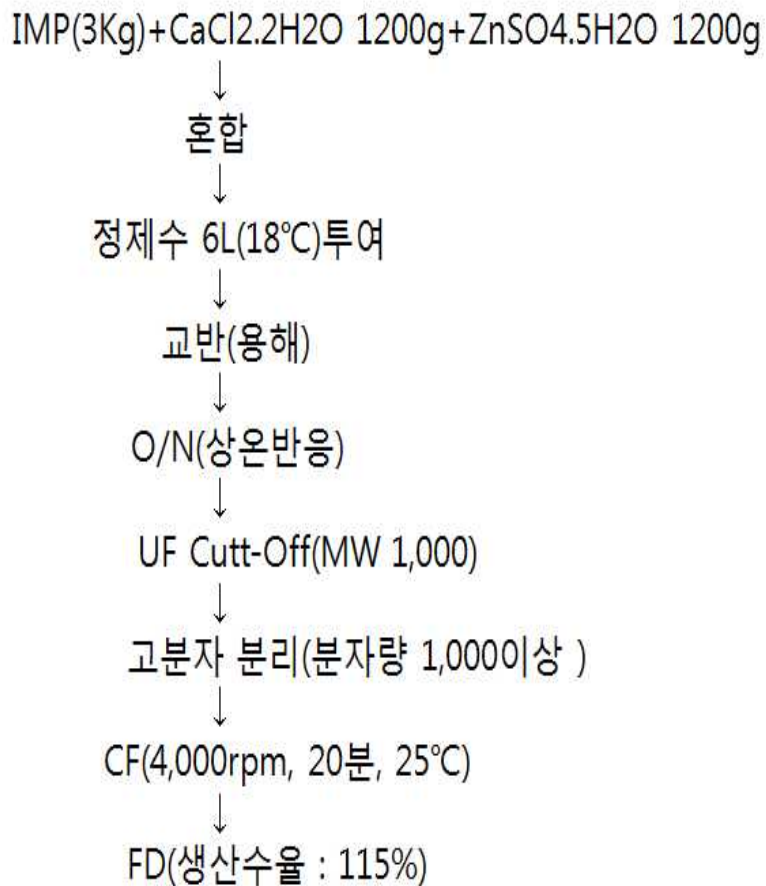 IMP(3Kg)+CaCl2.2H2O 1200g+ZnSO4.5H2O 1200g
혼합
정제수 6L(18℃)투여
교반(용해)
O/N(상온반응)
UF Cutt-Off(MW 1,000)
고분자 분리(분자량 1,000이상 )
CF(4,000rpm, 20분, 25℃)
FD(생산수율 : 115%)